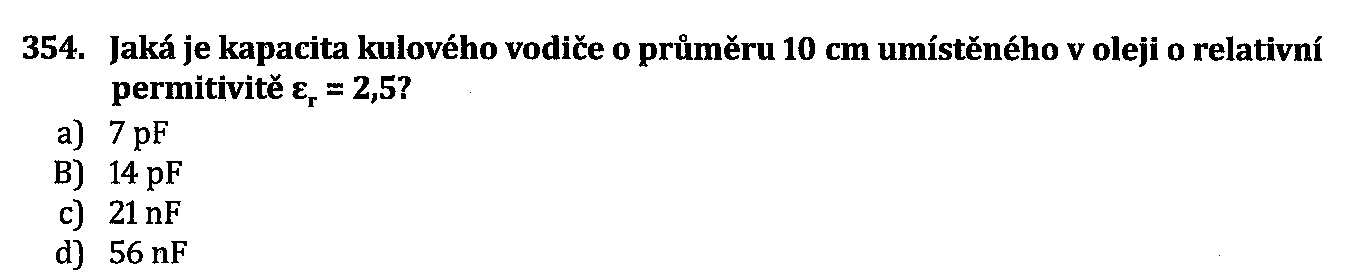 354. Jaká je kapacita kulového vodiče o průměru 10 cm umístěného v oleji o relativní
permitivitě εᵣ = 2,5?
a) 7 pF
B) 14 pF
c) 21 nF
d) 56 nF